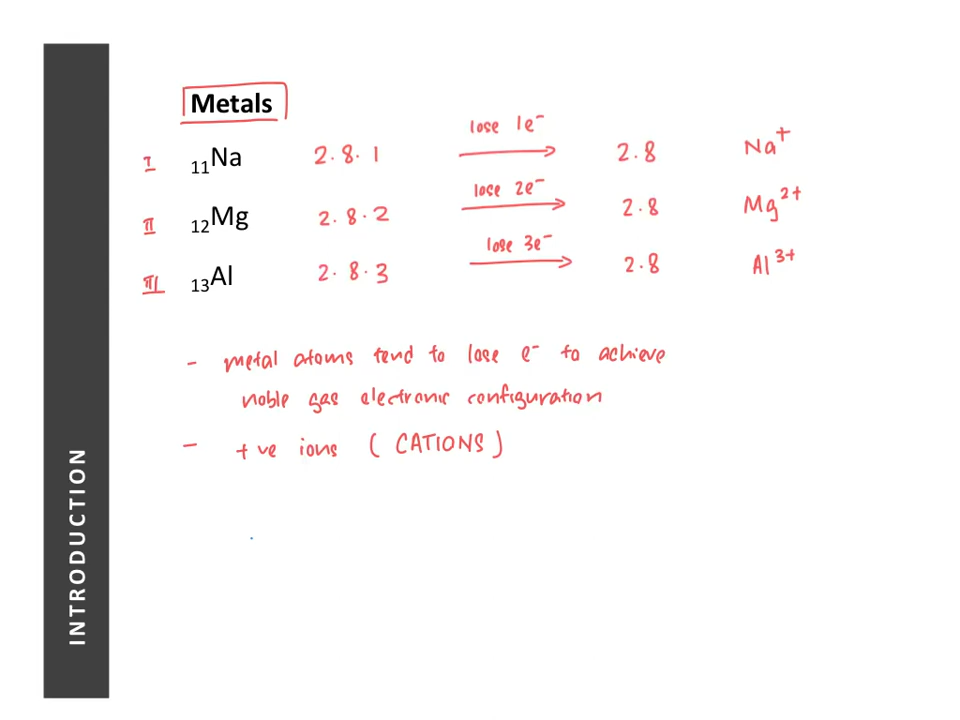 Metals
I ₁₁Na 2.8.1 lose 1e⁻ → 2.8 Na⁺
II ₁₂Mg 2.8.2 lose 2e⁻ → 2.8 Mg²⁺
III ₁₃Al 2.8.3 lose 3e⁻ → 2.8 Al³⁺
- metal atoms tend to lose e⁻ to achieve
noble gas electronic configuration
- +ve ions (CATIONS)
INTRODUCTION